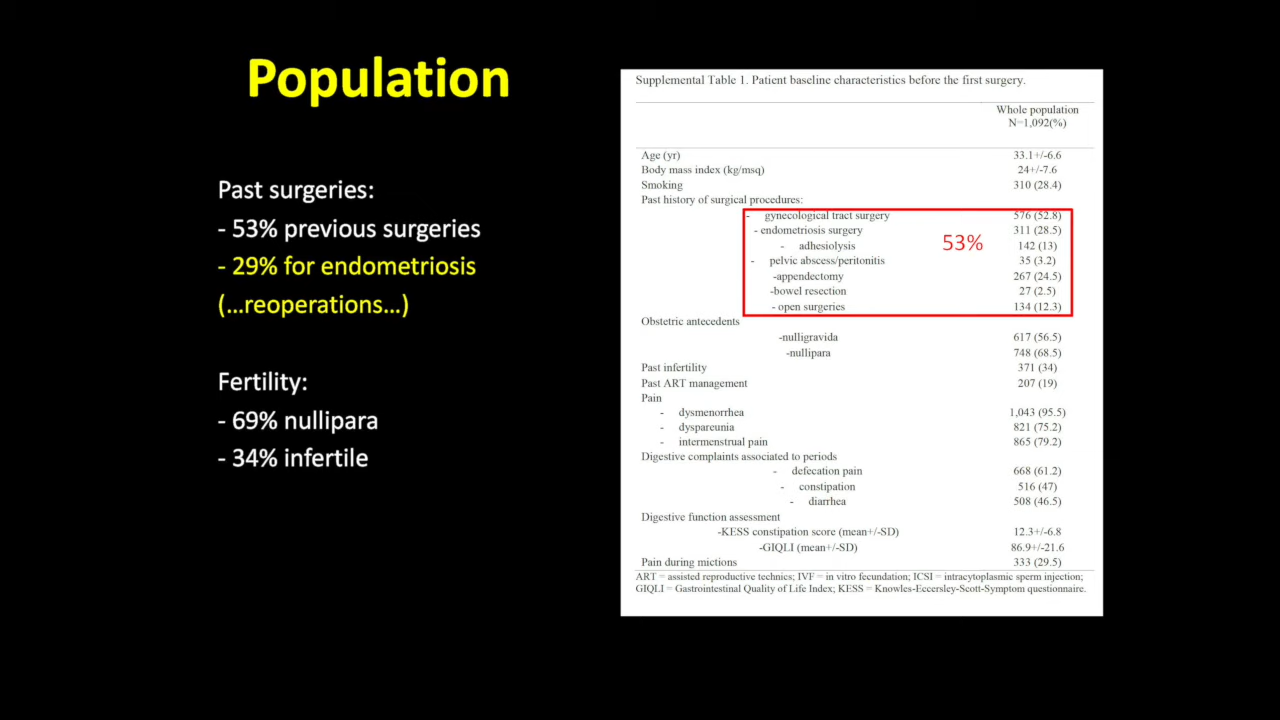 Population
Past surgeries:
- 53% previous surgeries
- 29% for endometriosis
(...reoperations...)
Fertility:
- 69% nullipara
- 34% infertile
Supplemental Table 1. Patient baseline characteristics before the first surgery.
Whole population
N=1,092(%)
Age (yr) 33.1+/-6.6
Body mass index (kg/msq) 24+/-7.6
Smoking 310 (28.4)
Past history of surgical procedures:
- gynecological tract surgery 576 (52.8)
- endometriosis surgery 311 (28.5)
53%
- adhesiolysis 142 (13)
- pelvic abscess/peritonitis 35 (3.2)
-appendectomy 267 (24.5)
-bowel resection 27 (2.5)
- open surgeries 134 (12.3)
Obstetric antecedents
-nulligravida 617 (56.5)
-nullipara 748 (68.5)
Past infertility 371 (34)
Past ART management 207 (19)
Pain
- dysmenorrhea 1,043 (95.5)
- dyspareunia 821 (75.2)
- intermenstrual pain 865 (79.2)
Digestive complaints associated to periods
- defecation pain 668 (61.2)
- constipation 516 (47)
- diarrhea 508 (46.5)
Digestive function assessment
-KESS constipation score (mean+/-SD) 12.3+/-6.8
-GIQLI (mean+/-SD) 86.9+/-21.6
Pain during mictions 333 (29.5)
ART = assisted reproductive technics; IVF = in vitro fecundation; ICSI = intracytoplasmic sperm injection;
GIQLI = Gastrointestinal Quality of Life Index; KESS = Knowles-Eccersley-Scott-Symptom questionnaire.